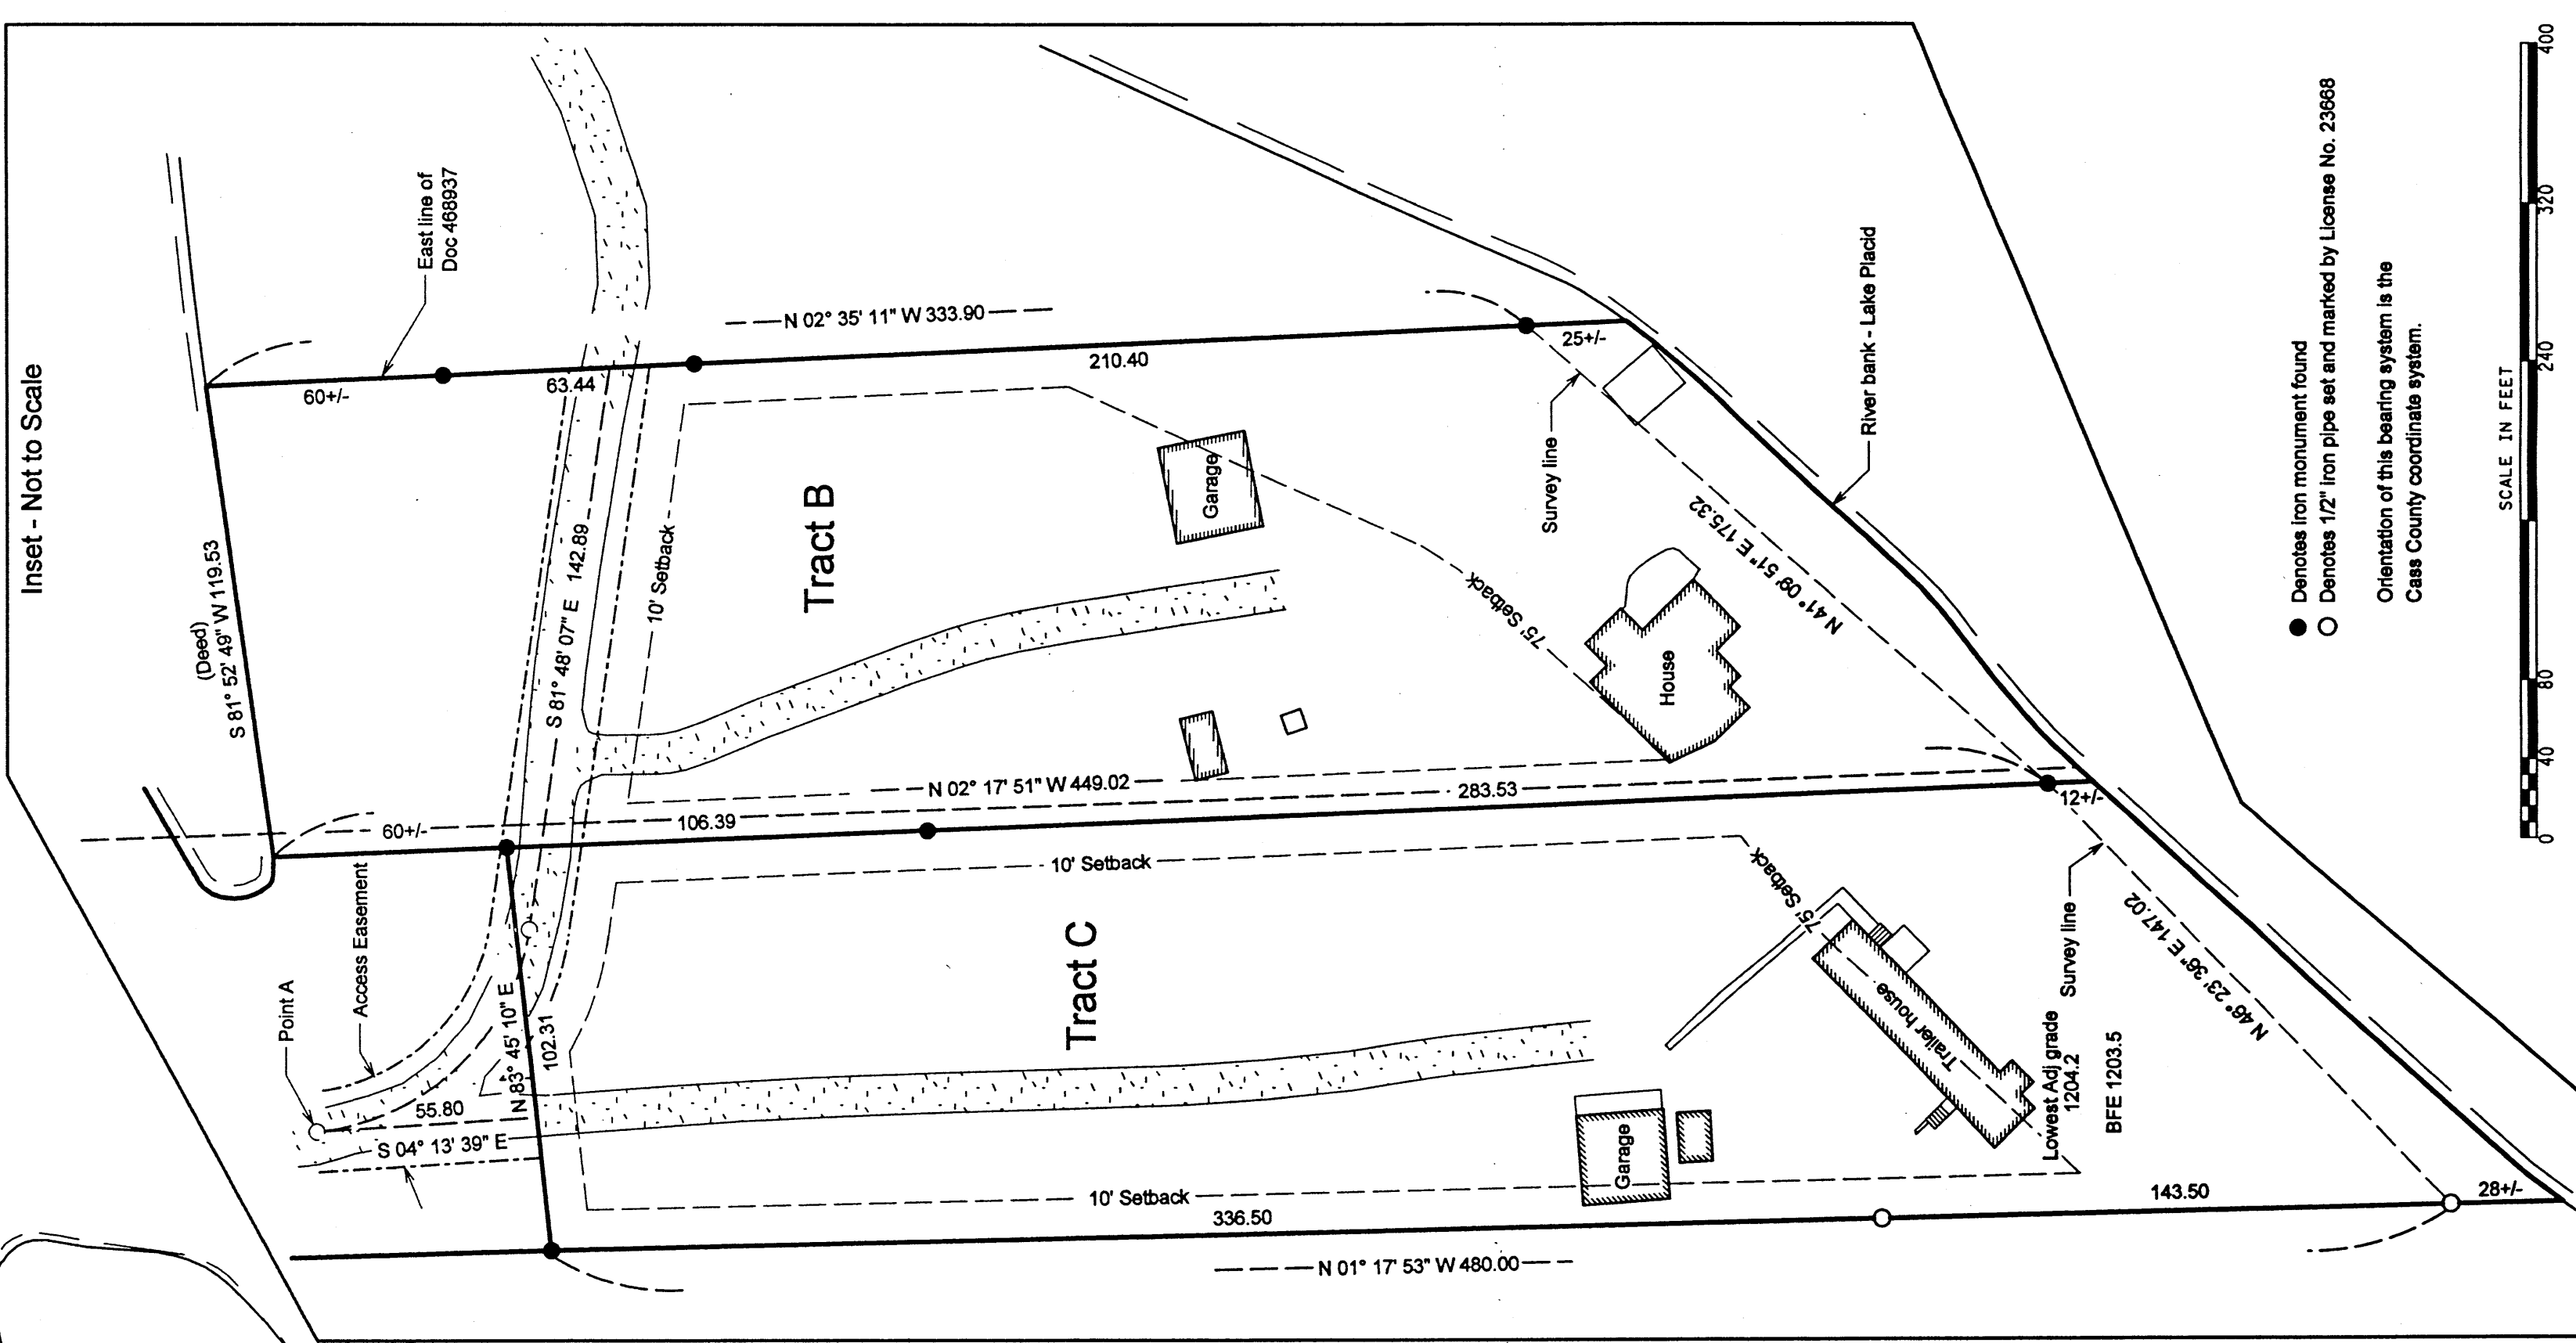 Inset - Not to Scale
(Deed)
S 81° 52' 49" W 119.53
East line of
Doc 468937
60+/-
63.44
N 02° 35' 11" W 333.90
210.40
25+/-
S 81° 48' 07" E 142.89
10' Setback
Tract B
Garage
75' Setback
House
Survey line
N 41° 09' 51" E 175.32
River bank - Lake Placid
60+/-
106.39
N 02° 17' 51" W 449.02
283.53
12+/-
Point A
Access Easement
55.80
S 04° 13' 39" E
N 83° 45' 10" E
102.31
10' Setback
Tract C
75' Setback
Trailer house
Garage
Lowest Adj grade
1204.2
BFE 1203.5
Survey line
N 46° 23' 36" E 147.02
10' Setback
336.50
143.50
28+/-
N 01° 17' 53" W 480.00
Denotes iron monument found
Denotes 1/2" iron pipe set and marked by License No. 23668
Orientation of this bearing system is the
Cass County coordinate system.
SCALE IN FEET
0 40 80 240 320 400